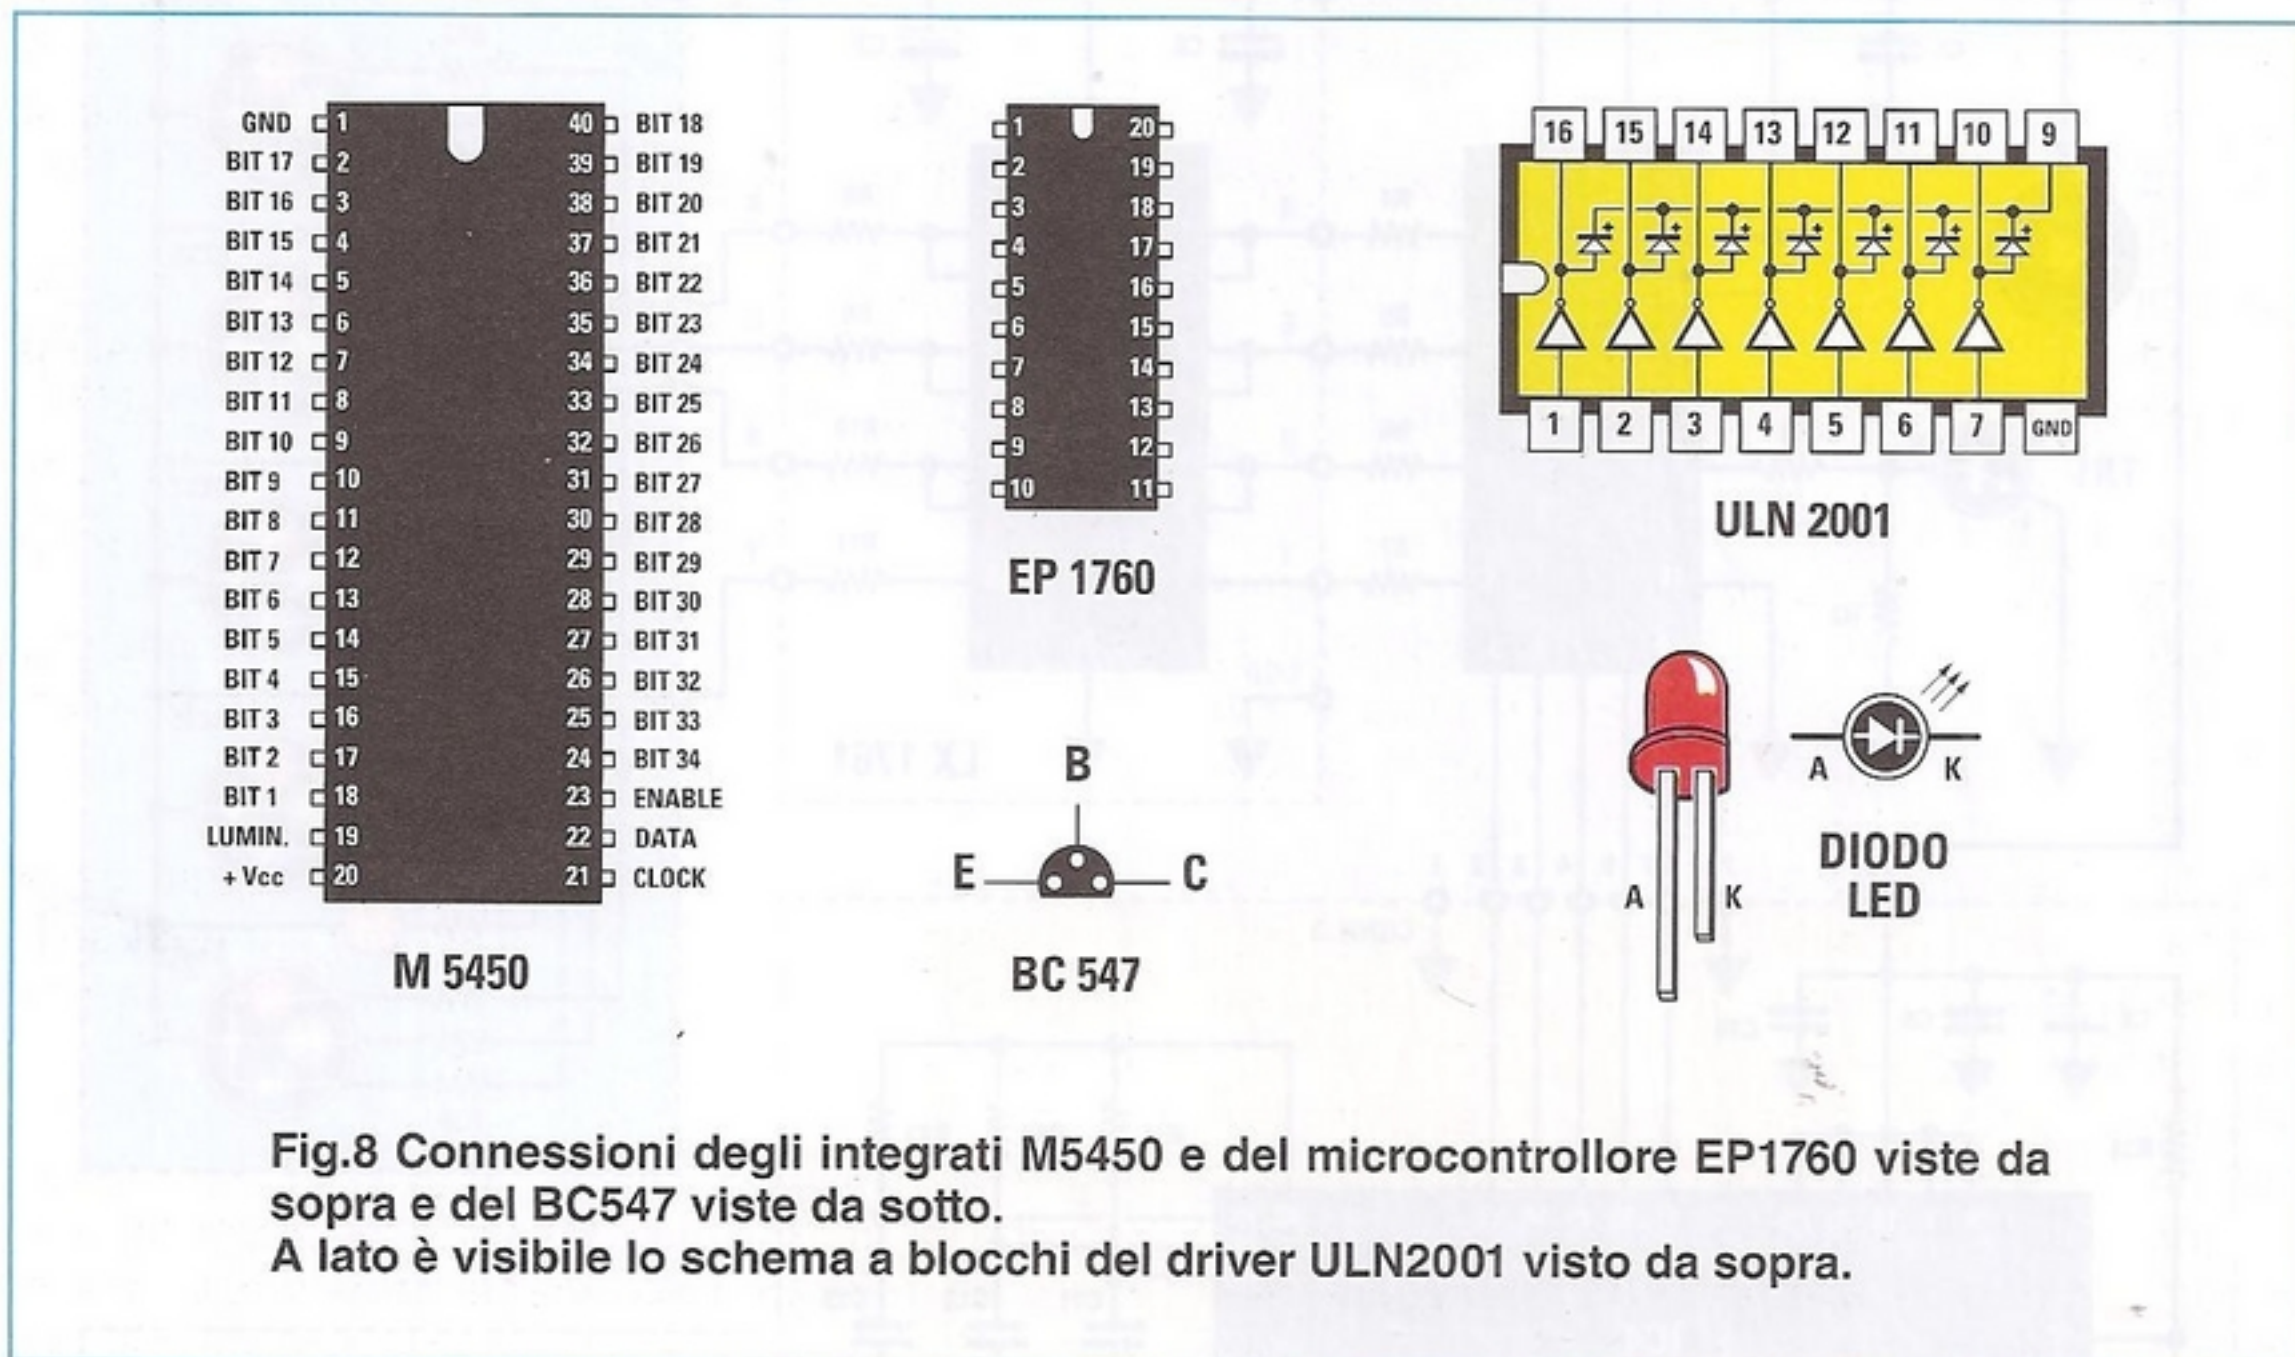 GND 1 40 BIT 18
BIT 17 2 39 BIT 19
BIT 16 3 38 BIT 20
BIT 15 4 37 BIT 21
BIT 14 5 36 BIT 22
BIT 13 6 35 BIT 23
BIT 12 7 34 BIT 24
BIT 11 8 33 BIT 25
BIT 10 9 32 BIT 26
BIT 9 10 31 BIT 27
BIT 8 11 30 BIT 28
BIT 7 12 29 BIT 29
BIT 6 13 28 BIT 30
BIT 5 14 27 BIT 31
BIT 4 15 26 BIT 32
BIT 3 16 25 BIT 33
BIT 2 17 24 BIT 34
BIT 1 18 23 ENABLE
LUMIN. 19 22 DATA
+ Vcc 20 21 CLOCK
M 5450
1 20
2 19
3 18
4 17
5 16
6 15
7 14
8 13
9 12
10 11
EP 1760
16 15 14 13 12 11 10 9
+ + + + + + +
1 2 3 4 5 6 7 GND
ULN 2001
B
E C
BC 547
A K
A K
DIODO
LED
Fig.8 Connessioni degli integrati M5450 e del microcontrollore EP1760 viste da
sopra e del BC547 viste da sotto.
A lato è visibile lo schema a blocchi del driver ULN2001 visto da sopra.